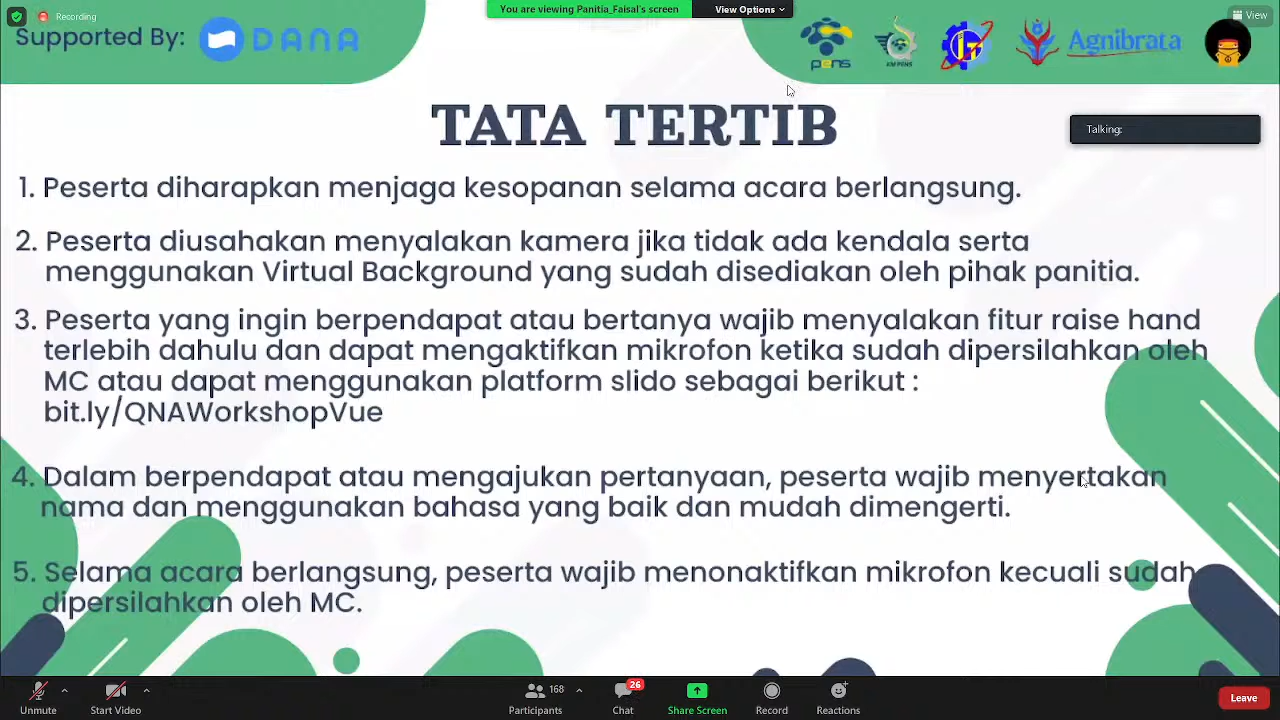 Recording
You are viewing Panitia_Faisal's screen
View Options
View
Supported By: DANA
pens
KM PENS
Agnibrata
TATA TERTIB
Talking:
1. Peserta diharapkan menjaga kesopanan selama acara berlangsung.
2. Peserta diusahakan menyalakan kamera jika tidak ada kendala serta
menggunakan Virtual Background yang sudah disediakan oleh pihak panitia.
3. Peserta yang ingin berpendapat atau bertanya wajib menyalakan fitur raise hand
terlebih dahulu dan dapat mengaktifkan mikrofon ketika sudah dipersilahkan oleh
MC atau dapat menggunakan platform slido sebagai berikut :
bit.ly/QNAWorkshopVue
4. Dalam berpendapat atau mengajukan pertanyaan, peserta wajib menyertakan
nama dan menggunakan bahasa yang baik dan mudah dimengerti.
5. Selama acara berlangsung, peserta wajib menonaktifkan mikrofon kecuali sudah
dipersilahkan oleh MC.
168
26
Unmute
Start Video
Participants
Chat
Share Screen
Record
Reactions
Leave